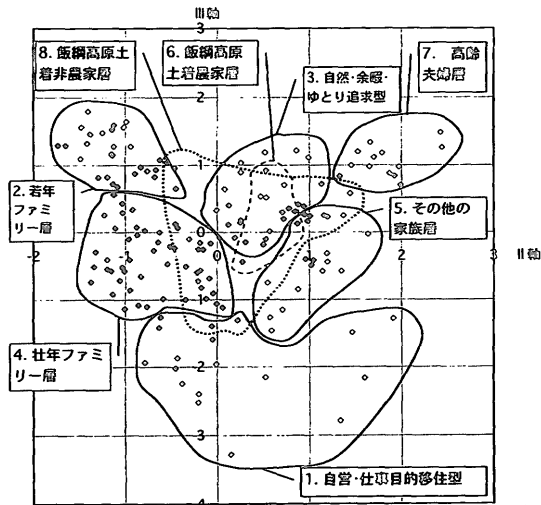 III軸
3
8. 飯綱高原土
着非農家層
6. 飯綱高原
土着農家層
3. 自然・余暇・
ゆとり追求型
7. 高齢
夫婦層
2
1
2. 若年
ファミ
リー層
5. その他の
家族層
0
-2
-1
0
1
2
3
II軸
1
4. 壮年ファミ
リー層
2
3
1. 自営・仕事目的移住型
4